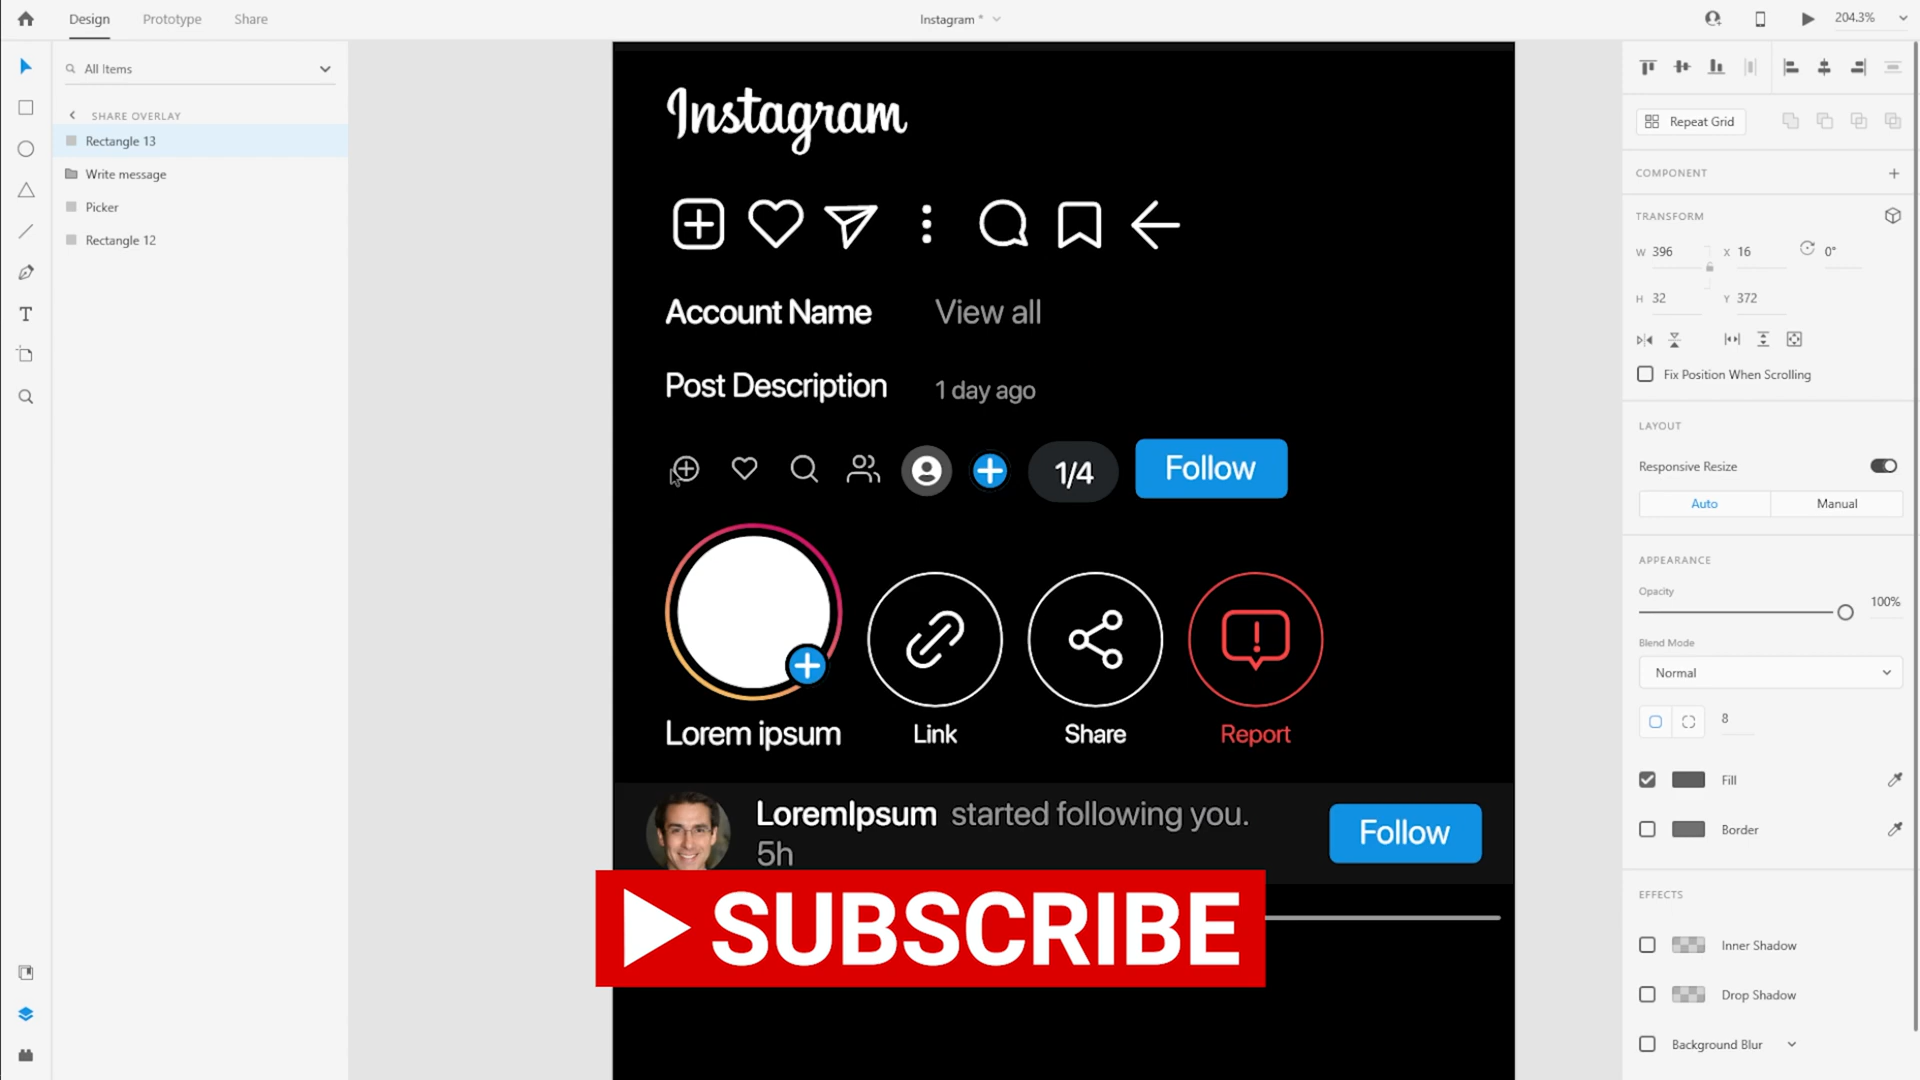 Design Prototype Share
Instagram *
204.3%
All Items
SHARE OVERLAY
Rectangle 13
Write message
Picker
Rectangle 12
Instagram
Account Name View all
Post Description 1 day ago
1/4
Follow
Lorem ipsum
Link
Share
Report
LoremIpsum started following you.
5h
Follow
SUBSCRIBE
Repeat Grid
COMPONENT
TRANSFORM
W 396 X 16 0°
H 32 Y 372
Fix Position When Scrolling
LAYOUT
Responsive Resize
Auto Manual
APPEARANCE
Opacity
100%
Blend Mode
Normal
8
Fill
Border
EFFECTS
Inner Shadow
Drop Shadow
Background Blur